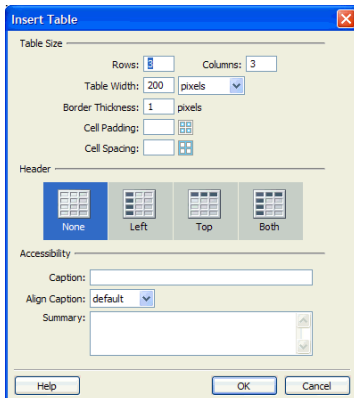 Insert Table
Table Size
Rows: 3 Columns: 3
Table Width: 200 pixels
Border Thickness: 1 pixels
Cell Padding:
Cell Spacing:
Header
None Left Top Both
Accessibility
Caption:
Align Caption: default
Summary:
Help OK Cancel